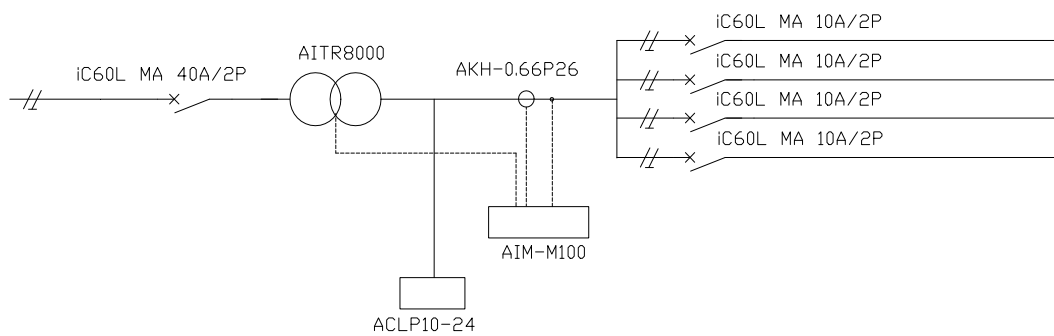 iC60L MA 10A/2P
AITR8000
iC60L MA 10A/2P
iC60L MA 40A/2P
AKH-0.66P26
iC60L MA 10A/2P
iC60L MA 10A/2P
AIM-M100
ACLP10-24